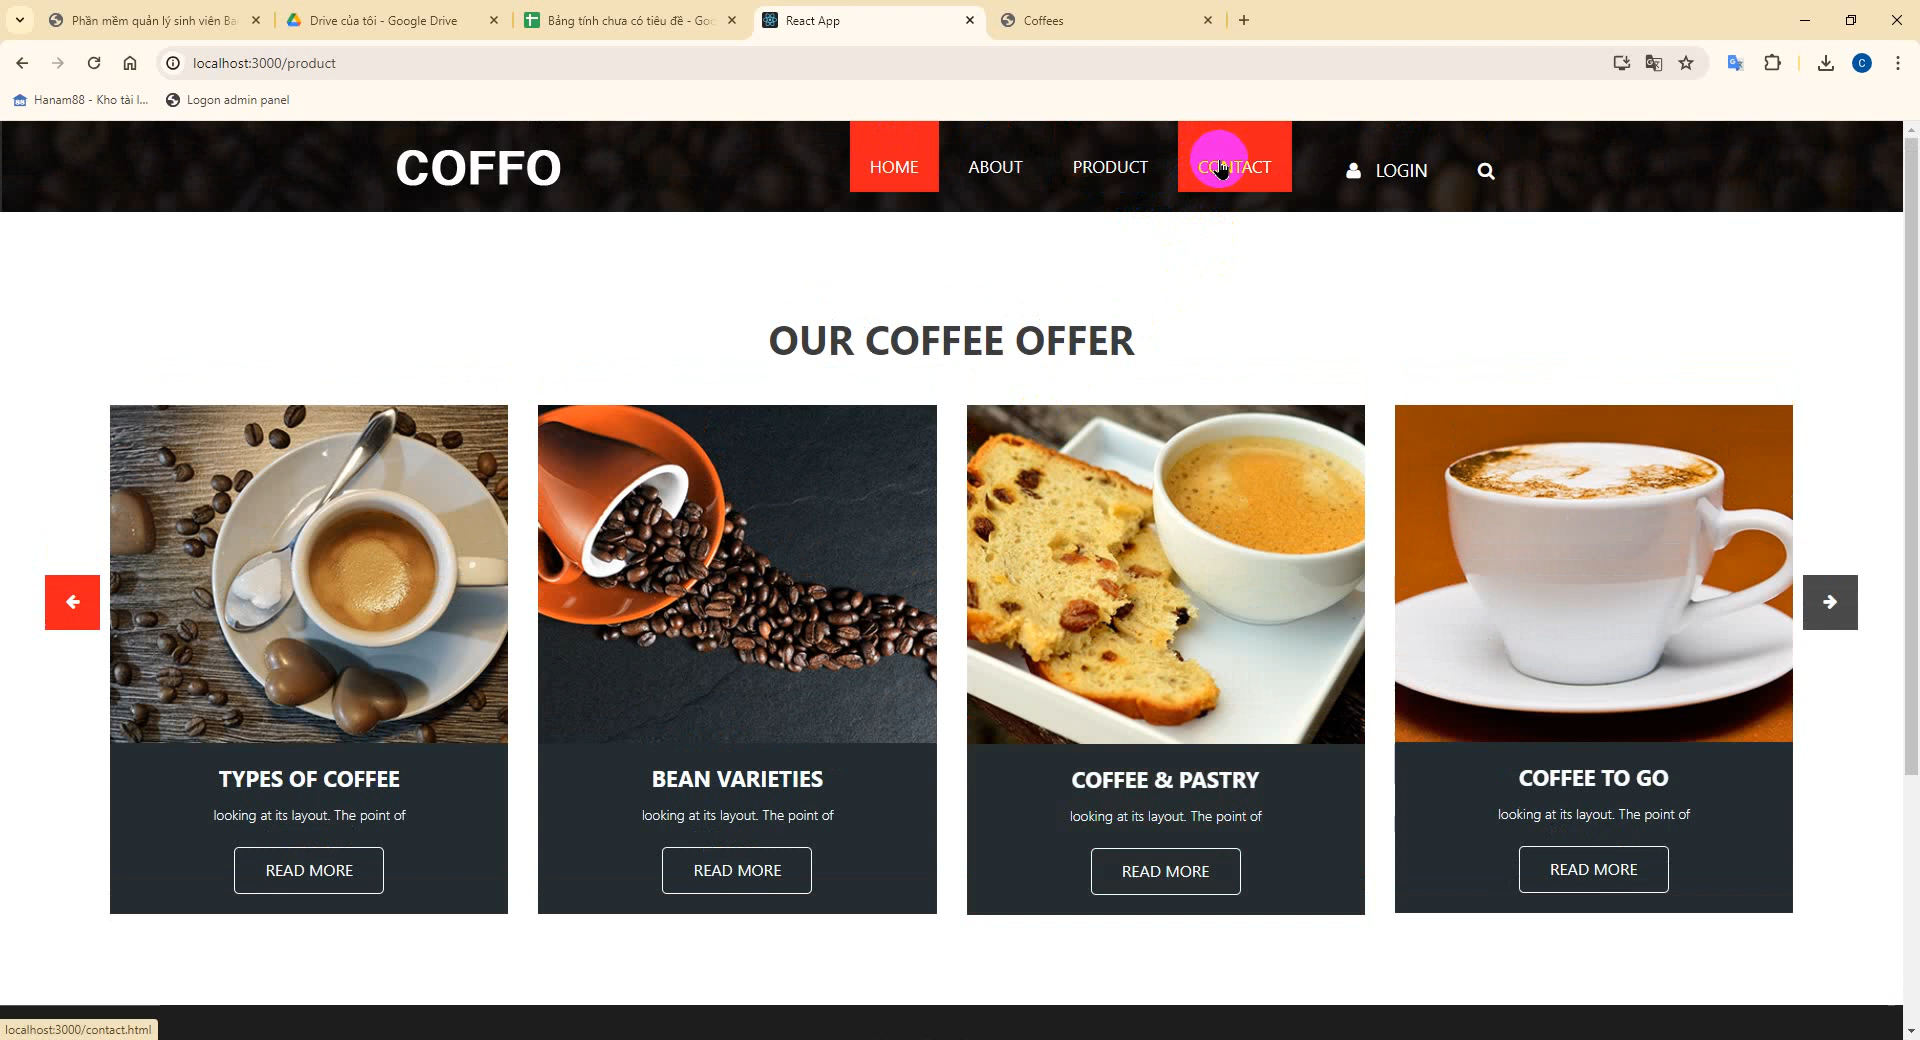 Phần mềm quản lý sinh viên Ba
Drive của tôi - Google Drive
Bảng tính chưa có tiêu đề - Goo
React App
Coffees
localhost:3000/product
Hanam88 - Kho tài l...
Logon admin panel
COFFO
HOME
ABOUT
PRODUCT
CONTACT
LOGIN
OUR COFFEE OFFER
TYPES OF COFFEE
looking at its layout. The point of
READ MORE
BEAN VARIETIES
looking at its layout. The point of
READ MORE
COFFEE & PASTRY
looking at its layout. The point of
READ MORE
COFFEE TO GO
looking at its layout. The point of
READ MORE
localhost:3000/contact.html